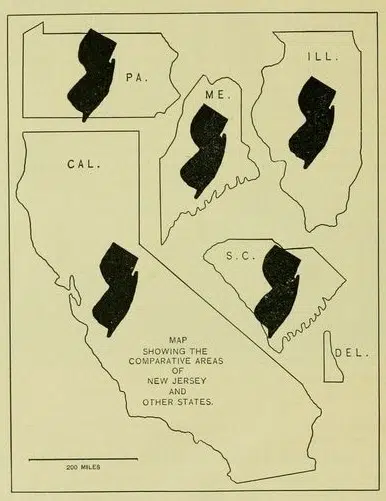 PA.
ILL.
ME.
CAL.
S.C.
DEL.
MAP
SHOWING THE
COMPARATIVE AREAS
OF
NEW JERSEY
AND
OTHER STATES.
200 MILES